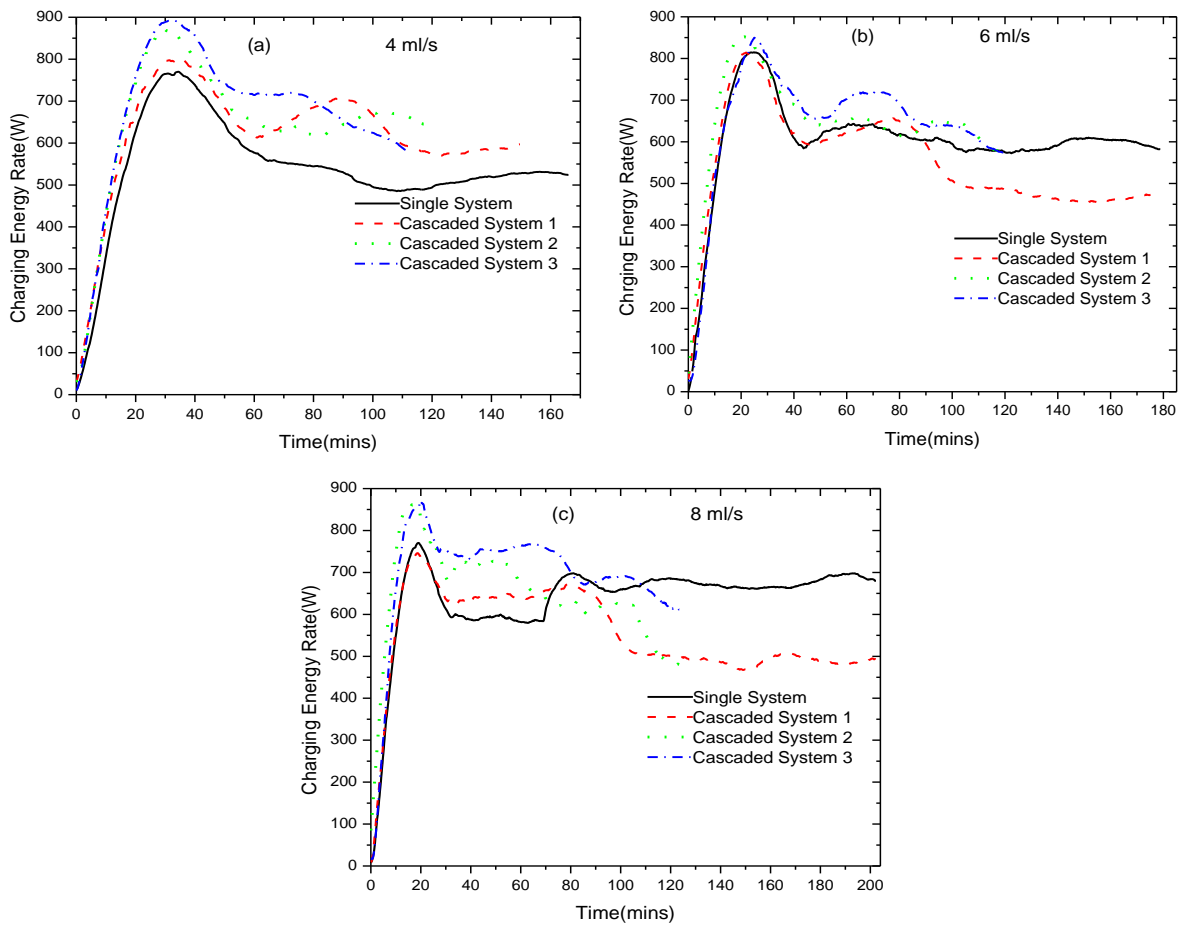 900
800
700
600
500
400
300
200
100
0
Charging Energy Rate(W)
(a) 4 ml/s
Single System
Cascaded System 1
Cascaded System 2
Cascaded System 3
0 20 40 60 80 100 120 140 160
Time(mins)
900
800
700
600
500
400
300
200
100
0
Chrging Energy Rate(W)
(b) 6 ml/s
Single System
Cascaded System 1
Cascaded System 2
Cascaded System 3
0 20 40 60 80 100 120 140 160 180
Time(mins)
900
800
700
600
500
400
300
200
100
0
Charging Energy Rate(W)
(c) 8 ml/s
Single System
Cascaded System 1
Cascaded System 2
Cascaded System 3
0 20 40 60 80 100 120 140 160 180 200
Time(mins)